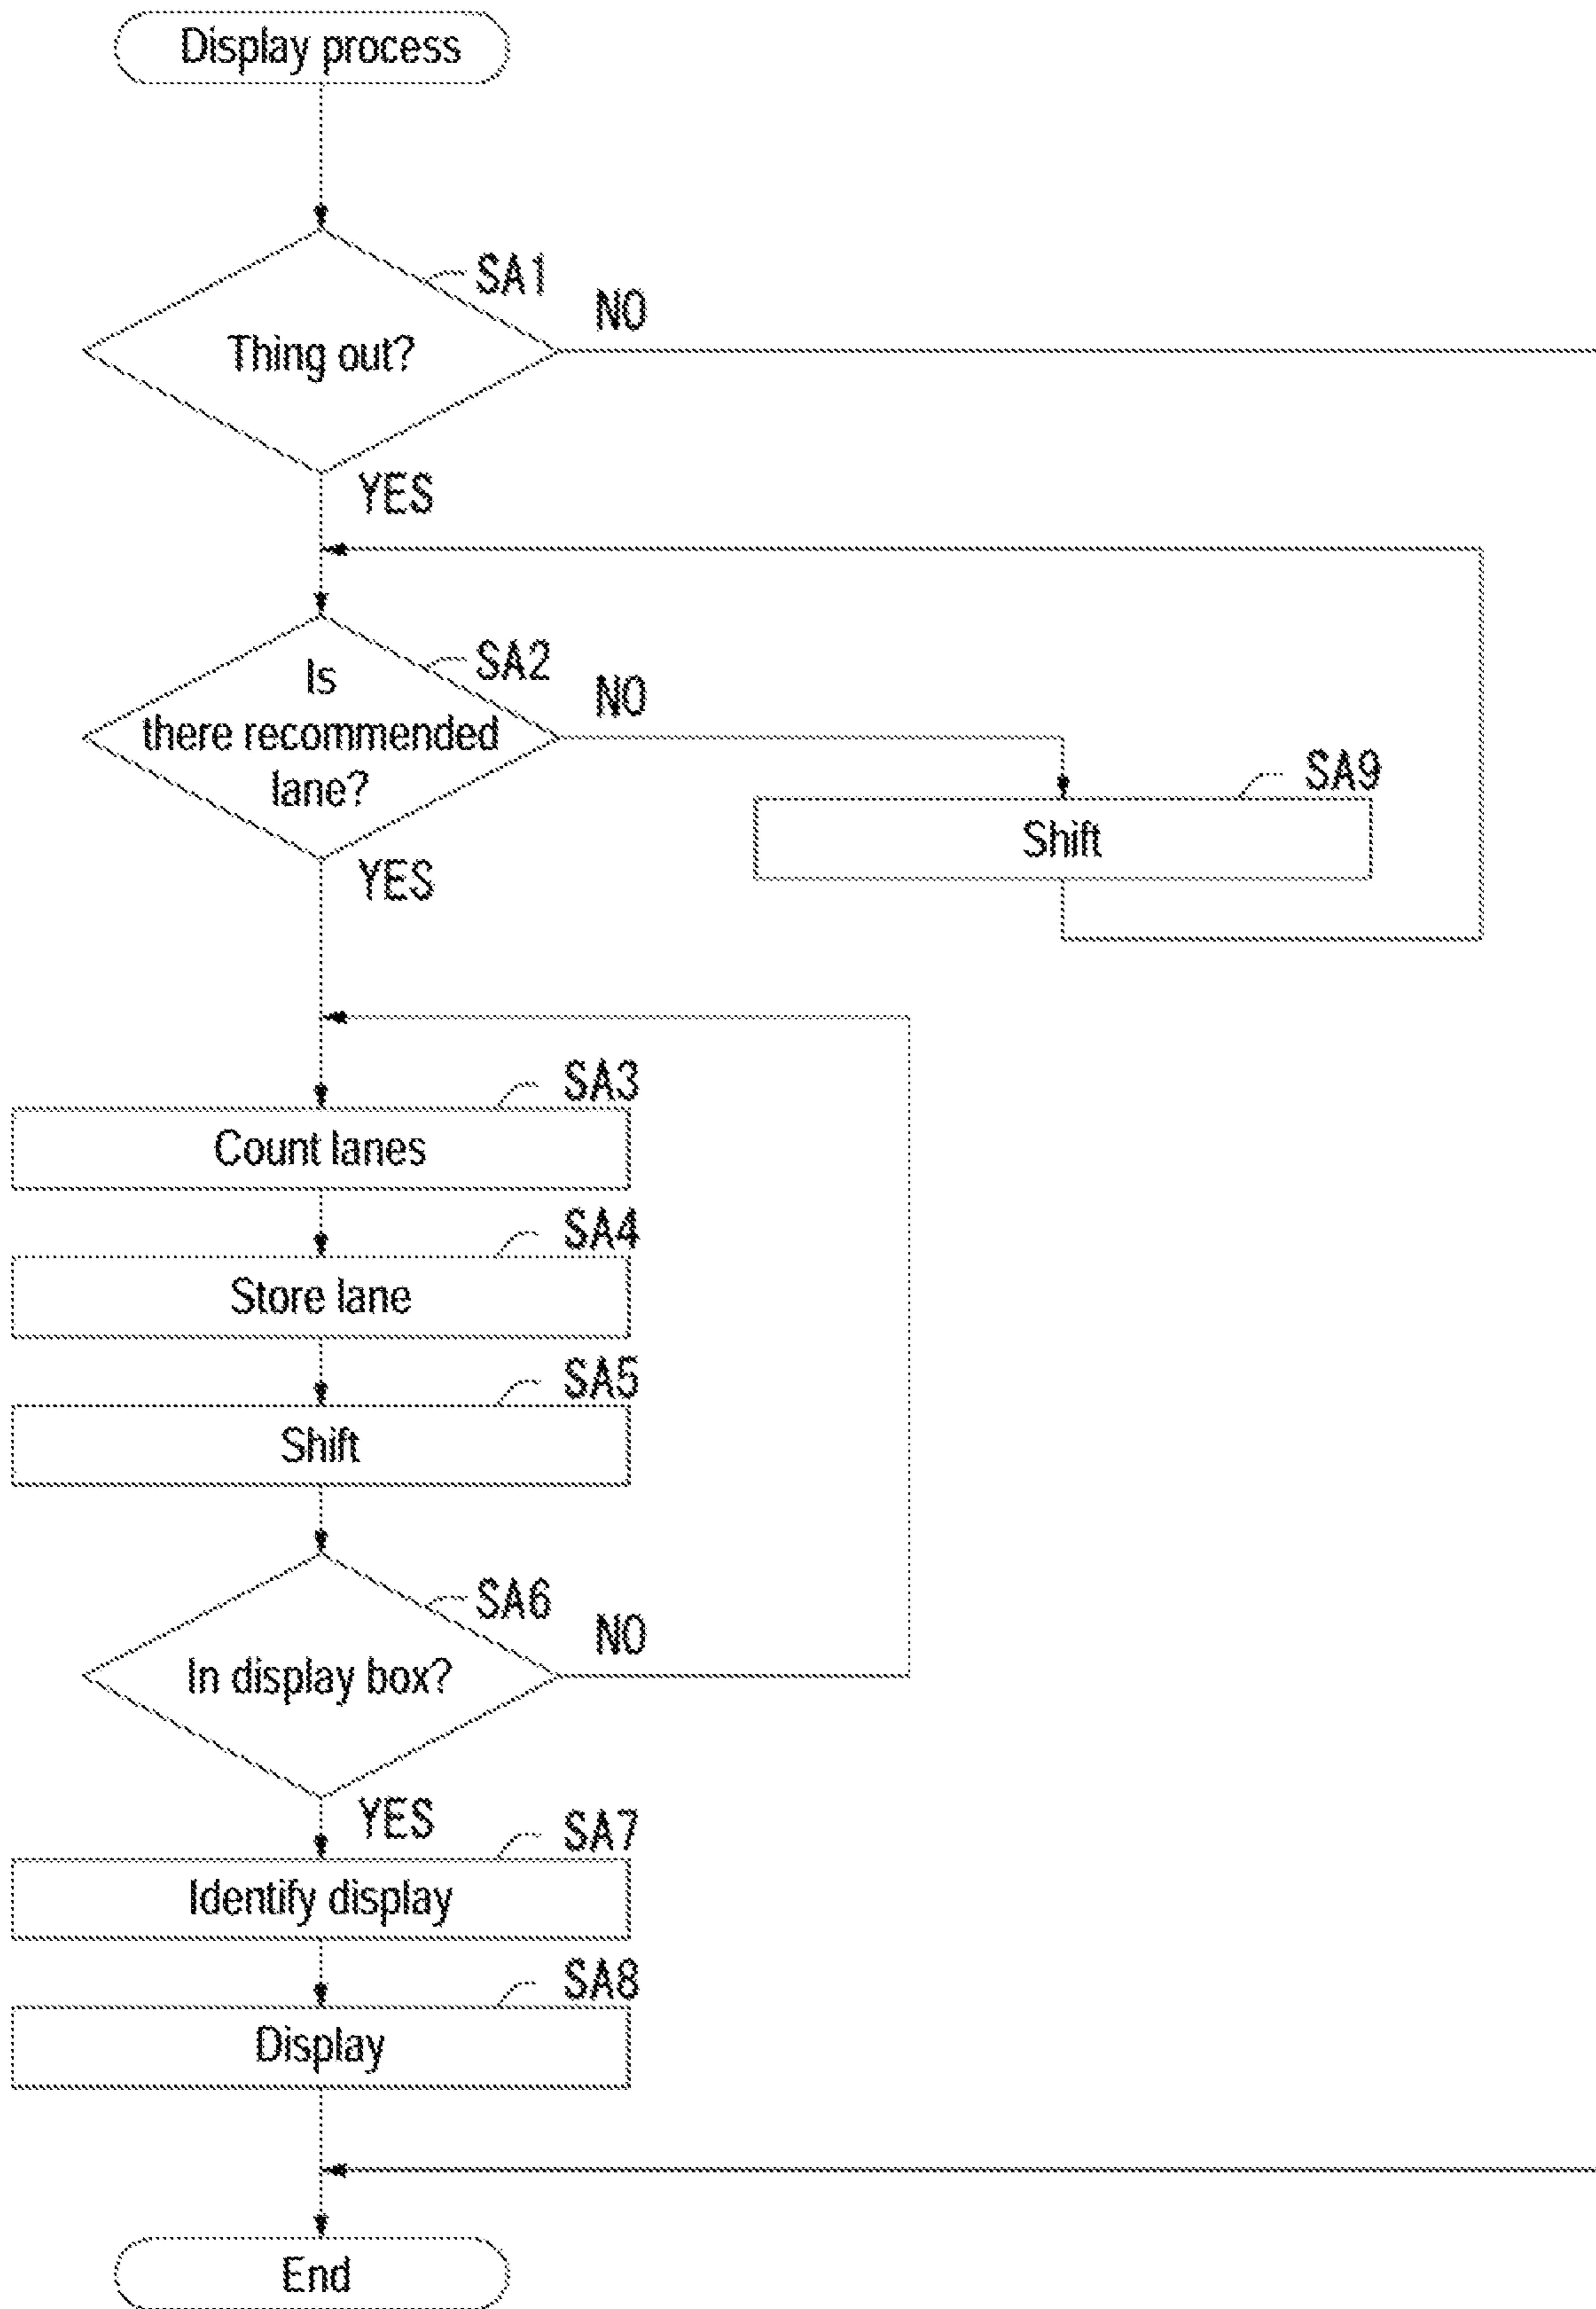 Display process
SA1
NO
Thing out?
YES
SA2
NO
Is
there recommended
lane?
SA9
Shift
YES
SA3
Count lanes
SA4
Store lane
SA5
Shift
SA6
NO
In display box?
YES
SA7
Identify display
SA8
Display
End